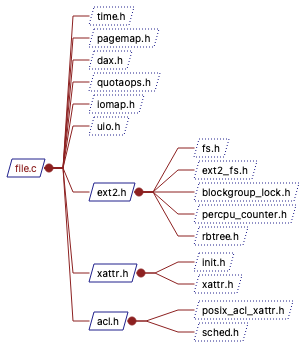 time.h
pagemap.h
dax.h
quotaops.h
iomap.h
uio.h
file.c
ext2.h
fs.h
ext2_fs.h
blockgroup_lock.h
percpu_counter.h
rbtree.h
xattr.h
init.h
xattr.h
acl.h
posix_acl_xattr.h
sched.h